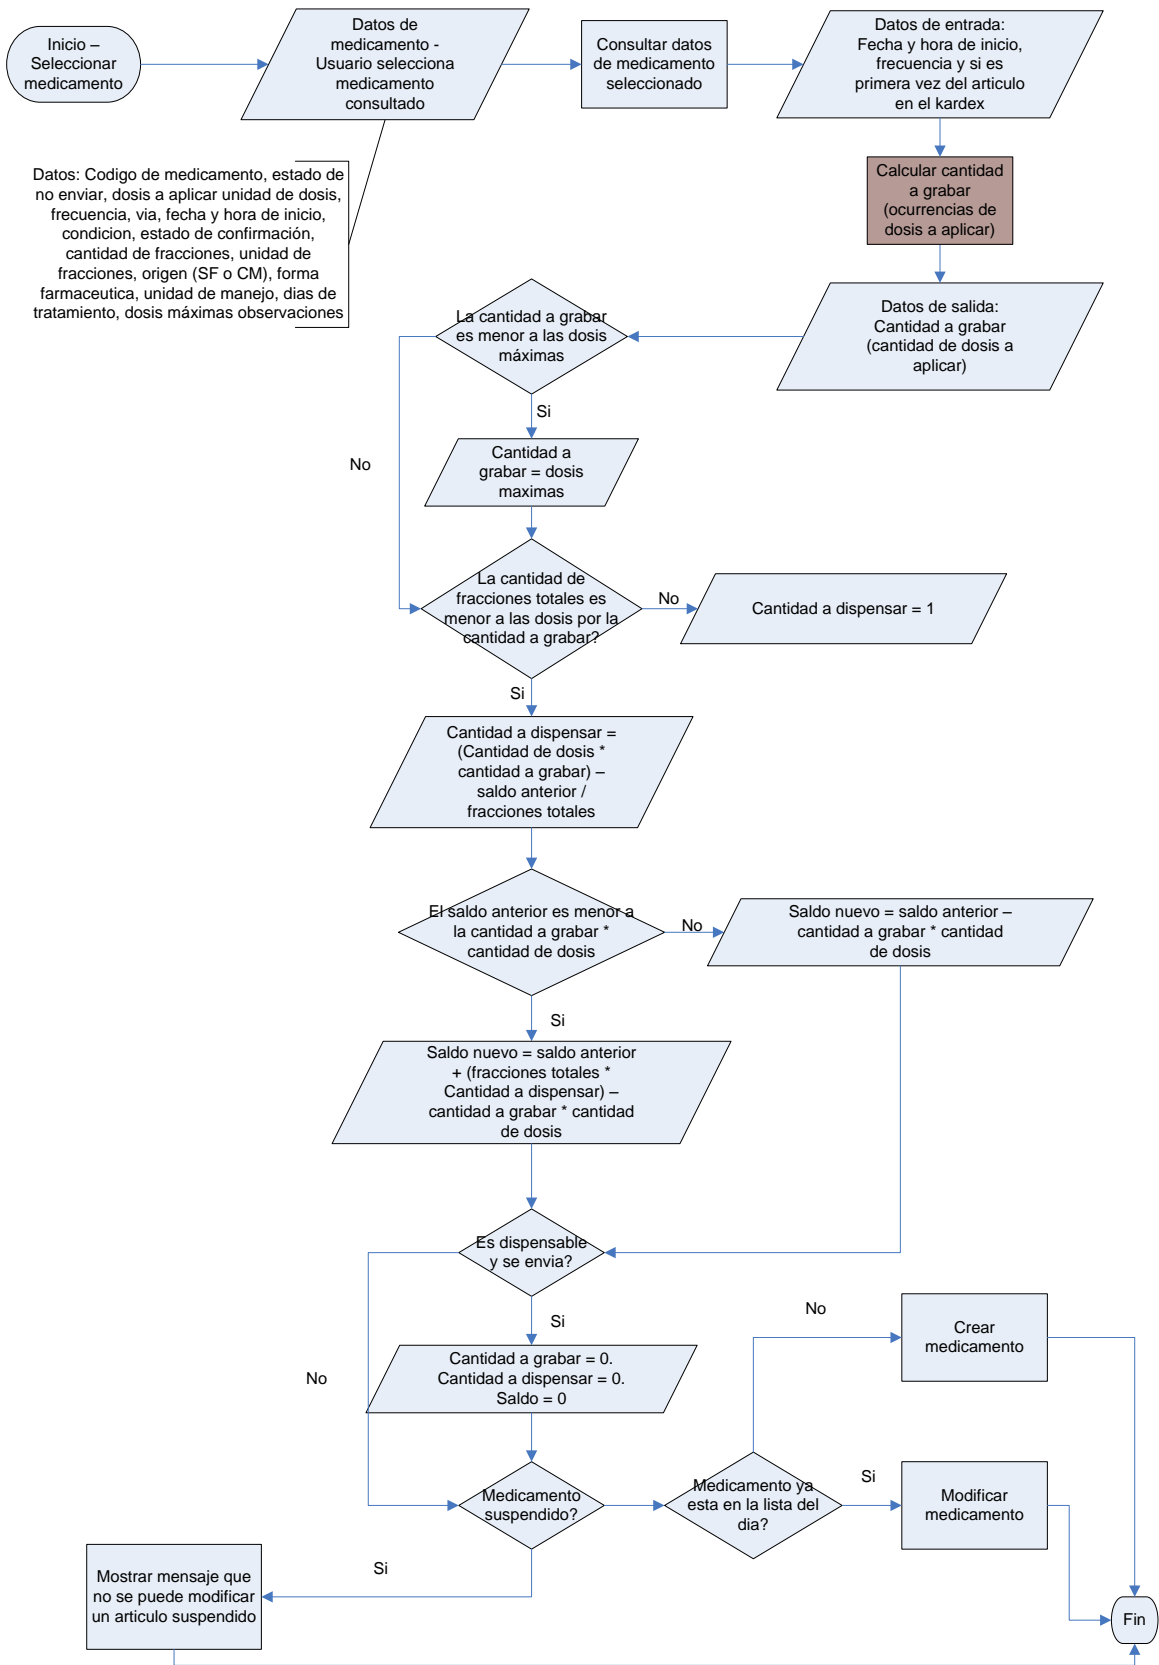 Inicio –
Seleccionar
medicamento
Datos de
medicamento -
Usuario selecciona
medicamento
consultado
Consultar datos
de medicamento
seleccionado
Datos de entrada:
Fecha y hora de inicio,
frecuencia y si es
primera vez del articulo
en el kardex
Datos: Codigo de medicamento, estado de
no enviar, dosis a aplicar unidad de dosis,
frecuencia, via, fecha y hora de inicio,
condicion, estado de confirmación,
cantidad de fracciones, unidad de
fracciones, origen (SF o CM), forma
farmaceutica, unidad de manejo, dias de
tratamiento, dosis máximas observaciones
Calcular cantidad
a grabar
(ocurrencias de
dosis a aplicar)
Datos de salida:
Cantidad a grabar
(cantidad de dosis a
aplicar)
La cantidad a grabar
es menor a las dosis
máximas
Si
No
Cantidad a
grabar = dosis
maximas
La cantidad de
fracciones totales es
menor a las dosis por la
cantidad a grabar?
No
Cantidad a dispensar = 1
Si
Cantidad a dispensar =
(Cantidad de dosis *
cantidad a grabar) –
saldo anterior /
fracciones totales
El saldo anterior es menor a
la cantidad a grabar *
cantidad de dosis
No
Saldo nuevo = saldo anterior –
cantidad a grabar * cantidad
de dosis
Si
Saldo nuevo = saldo anterior
+ (fracciones totales *
Cantidad a dispensar) –
cantidad a grabar * cantidad
de dosis
Es dispensable
y se envia?
Si
No
Cantidad a grabar = 0.
Cantidad a dispensar = 0.
Saldo = 0
No
Crear
medicamento
Medicamento
suspendido?
Medicamento ya
esta en la lista del
dia?
Si
Modificar
medicamento
Si
Mostrar mensaje que
no se puede modificar
un articulo suspendido
Fin